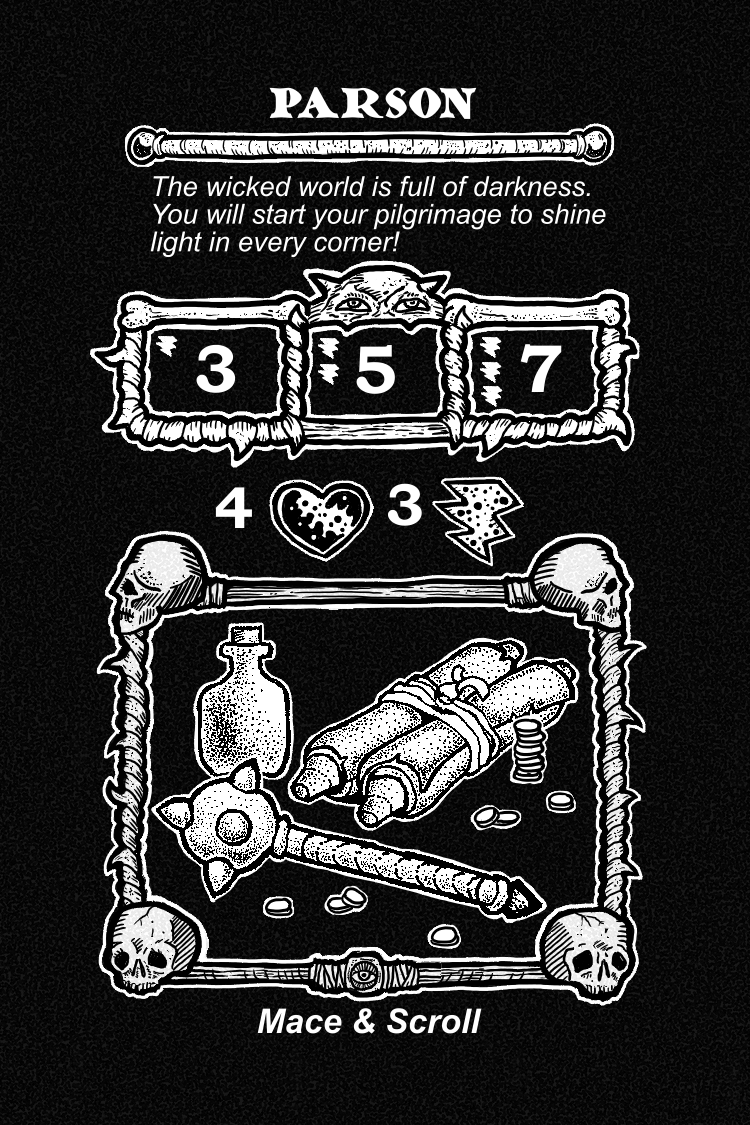 PARSON
The wicked world is full of darkness.
You will start your pilgrimage to shine
light in every corner!
3 5 7
4 3
Mace & Scroll